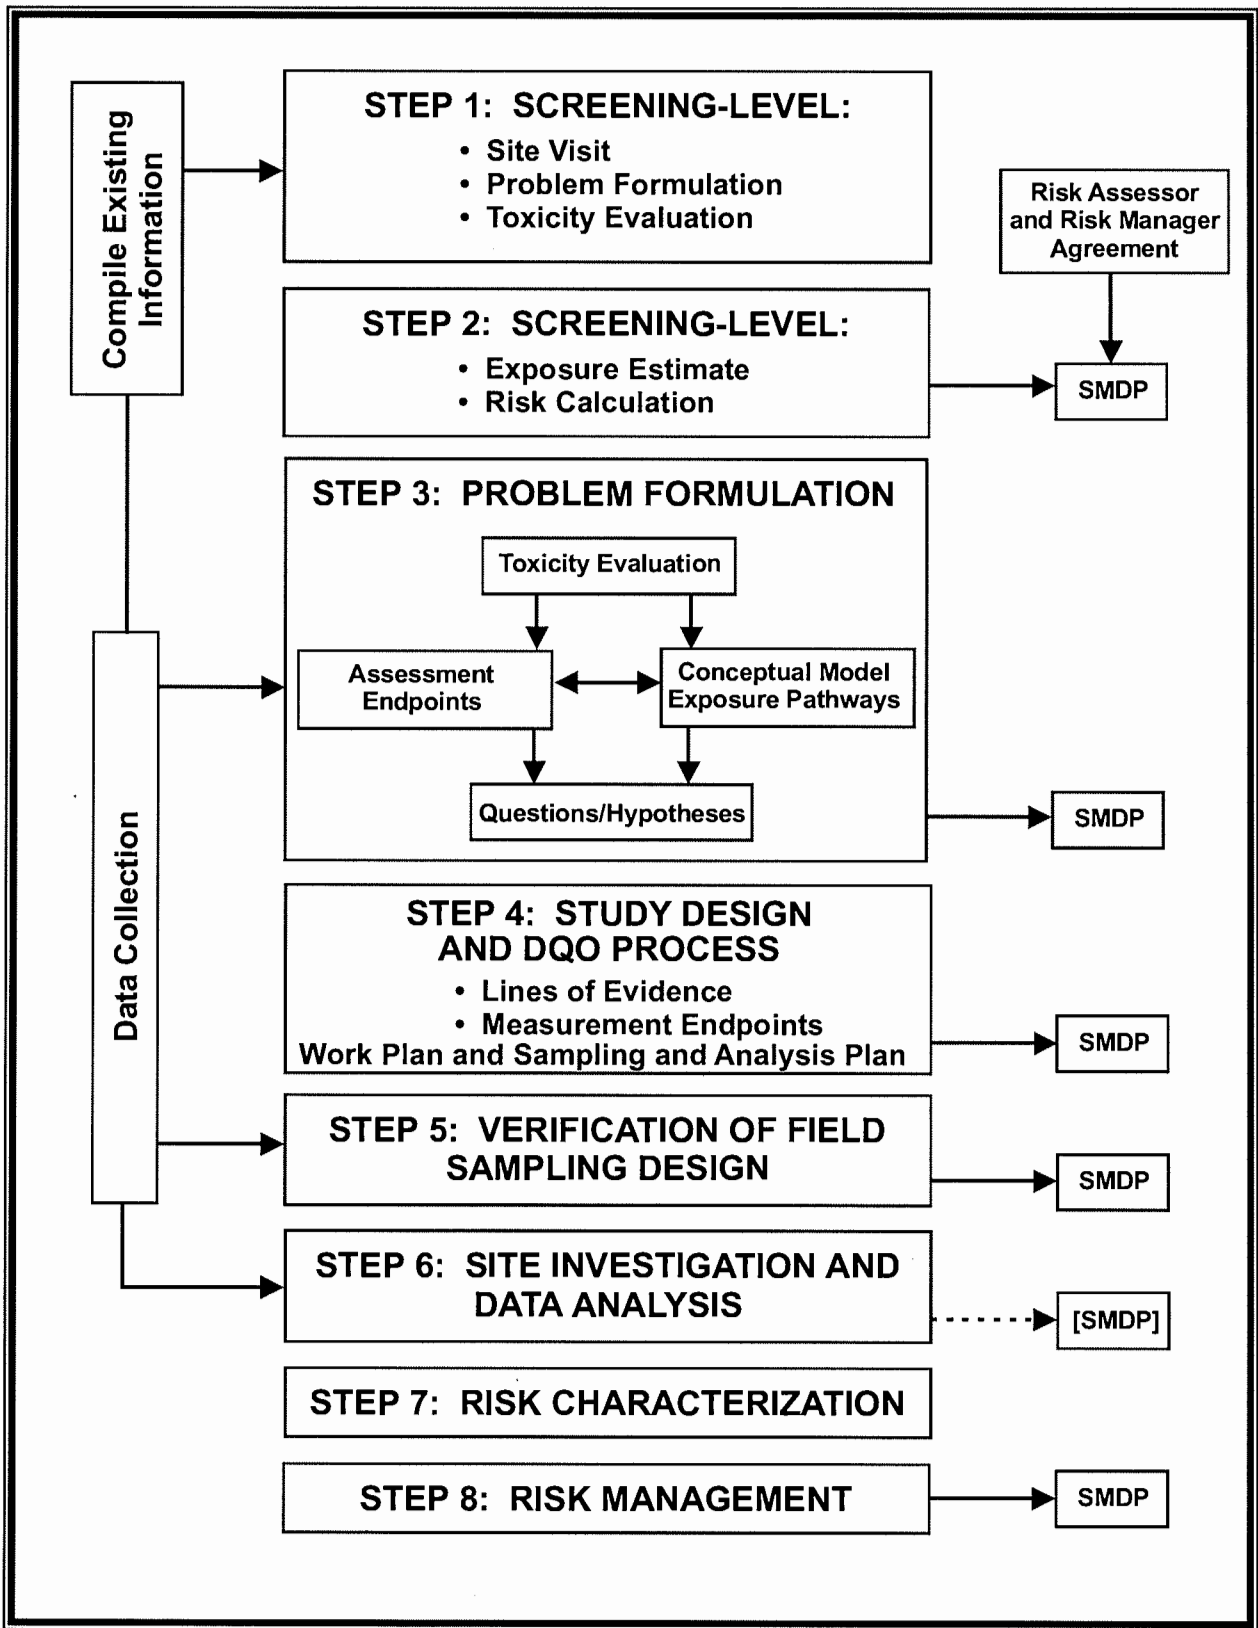 Compile Existing
Information
STEP 1: SCREENING-LEVEL:
• Site Visit
• Problem Formulation
• Toxicity Evaluation
Risk Assessor
and Risk Manager
Agreement
STEP 2: SCREENING-LEVEL:
• Exposure Estimate
• Risk Calculation
SMDP
Data Collection
STEP 3: PROBLEM FORMULATION
Toxicity Evaluation
Assessment
Endpoints
Conceptual Model
Exposure Pathways
Questions/Hypotheses
SMDP
STEP 4: STUDY DESIGN
AND DQO PROCESS
• Lines of Evidence
• Measurement Endpoints
Work Plan and Sampling and Analysis Plan
SMDP
STEP 5: VERIFICATION OF FIELD
SAMPLING DESIGN
SMDP
STEP 6: SITE INVESTIGATION AND
DATA ANALYSIS
[SMDP]
STEP 7: RISK CHARACTERIZATION
STEP 8: RISK MANAGEMENT
SMDP